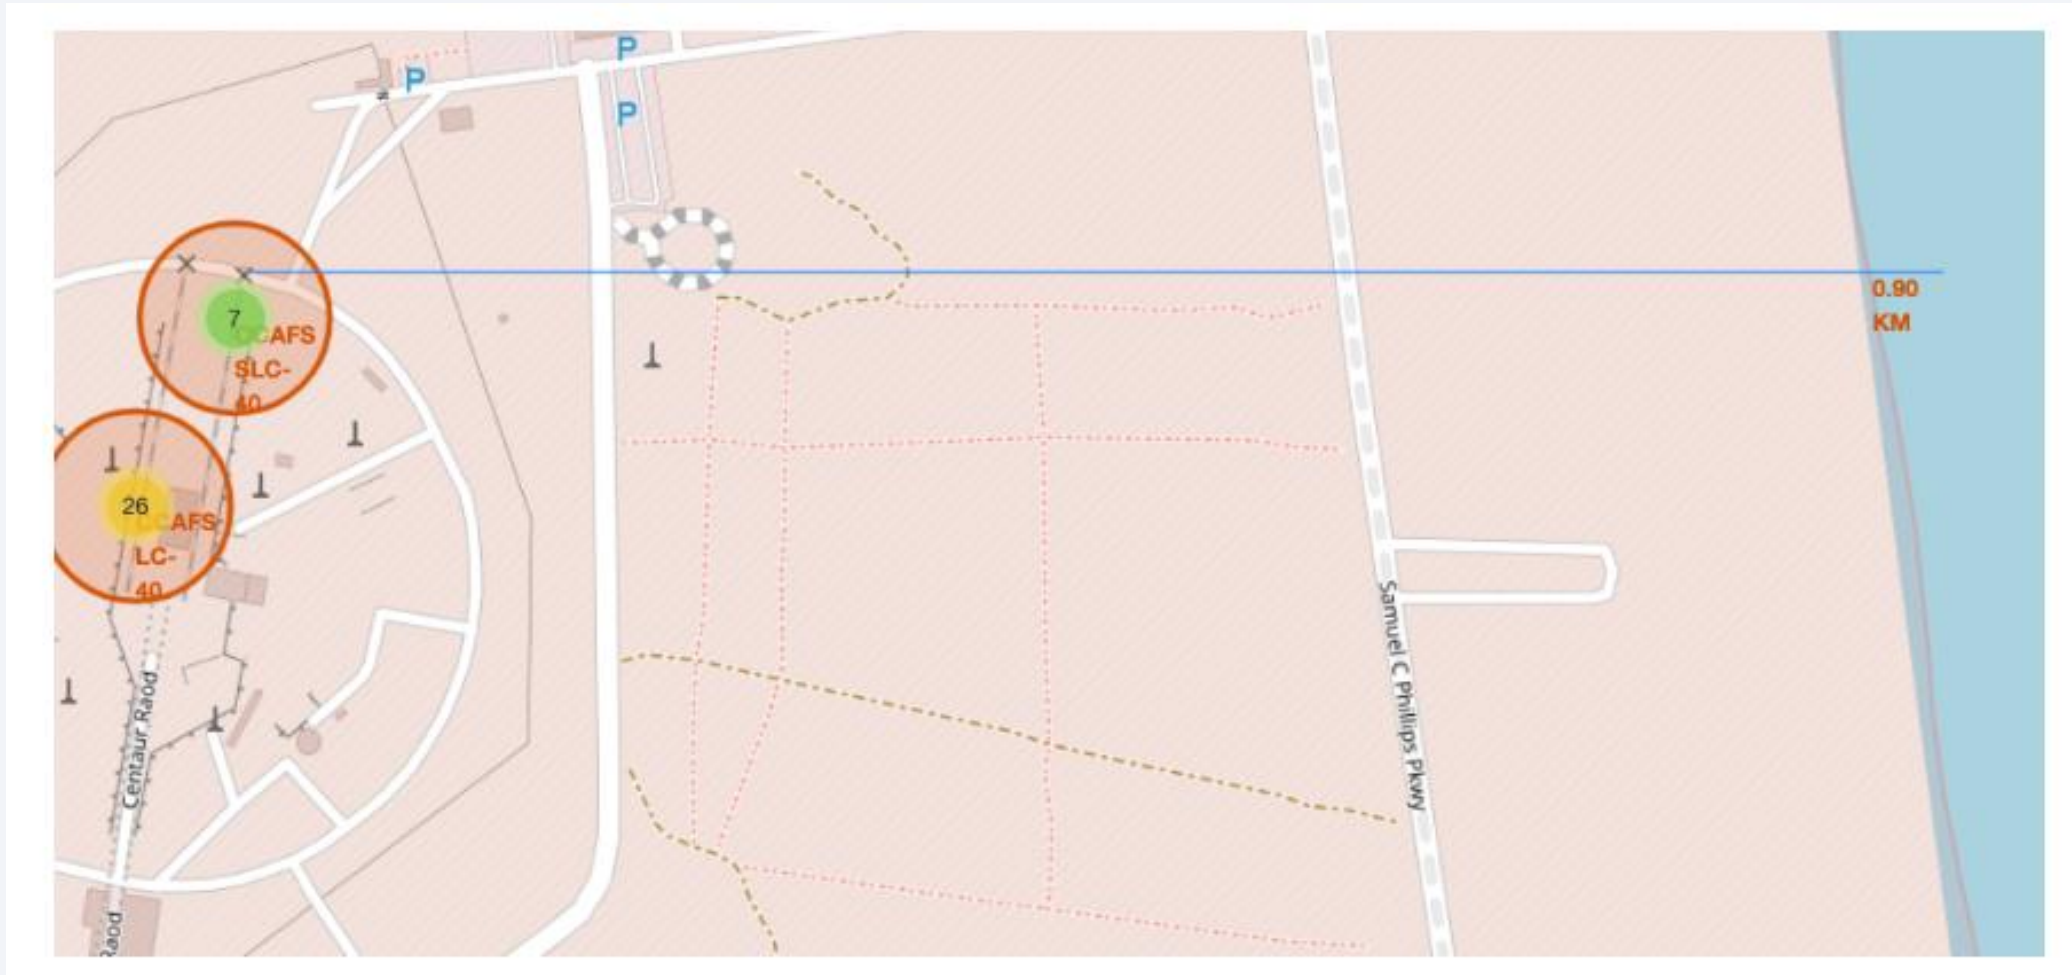 P
P
P
7
CCAFS
SLC-
40
0.90
KM
26
CCAFS
LC-
40
Samuel C Phillips Pkwy
Centaur Raod
Raod